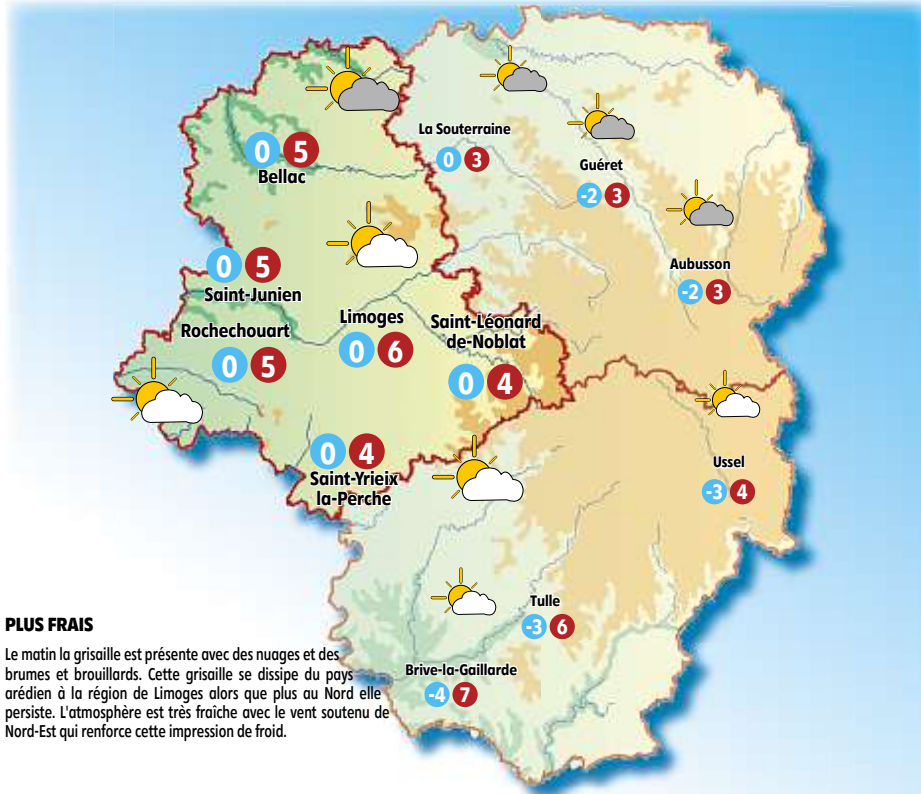 La Souterraine
0 3
0 5
Bellac
Guéret
-2 3
Aubusson
-2 3
0 5
Saint-Junien
Rochechouart
0 5
Limoges
0 6
Saint-Léonard
de-Noblat
0 4
0 4
Saint-Yrieix
la-Perche
Ussel
-3 4
Tulle
-3 6
Brive-la-Gaillarde
-4 7
PLUS FRAIS
Le matin la grisaille est présente avec des nuages et des
brumes et brouillards. Cette grisaille se dissipe du pays
arédien à la région de Limoges alors que plus au Nord elle
persiste. L'atmosphère est très fraîche avec le vent soutenu de
Nord-Est qui renforce cette impression de froid.